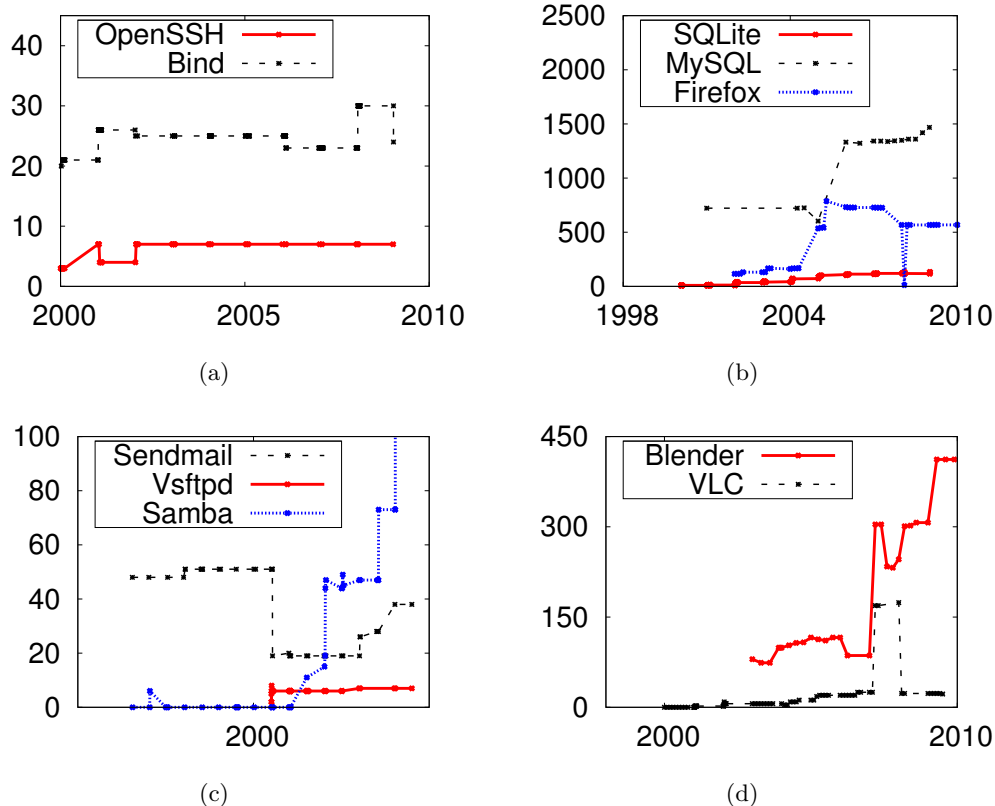 OpenSSH
Bind
40
30
20
10
0
2000
2005
2010
(a)
SQLite
MySQL
Firefox
2500
2000
1500
1000
500
0
1998
2004
2010
(b)
Sendmail
Vsftpd
Samba
100
80
60
40
20
0
2000
(c)
Blender
VLC
450
300
150
0
2000
2010
(d)